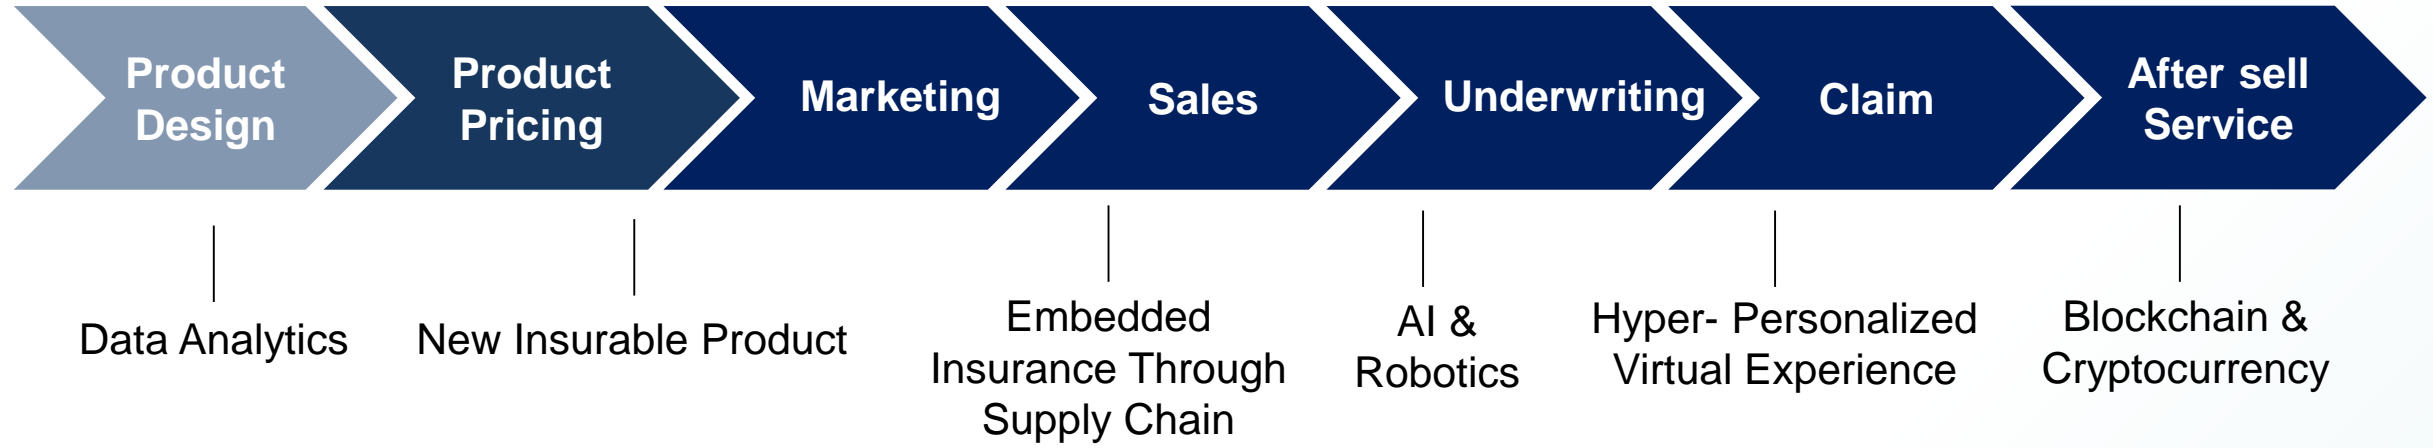 Product
Design
Product
Pricing
Marketing
Sales
Underwriting
Claim
After sell
Service
Data Analytics
New Insurable Product
Embedded
Insurance Through
Supply Chain
AI &
Robotics
Hyper- Personalized
Virtual Experience
Blockchain &
Cryptocurrency